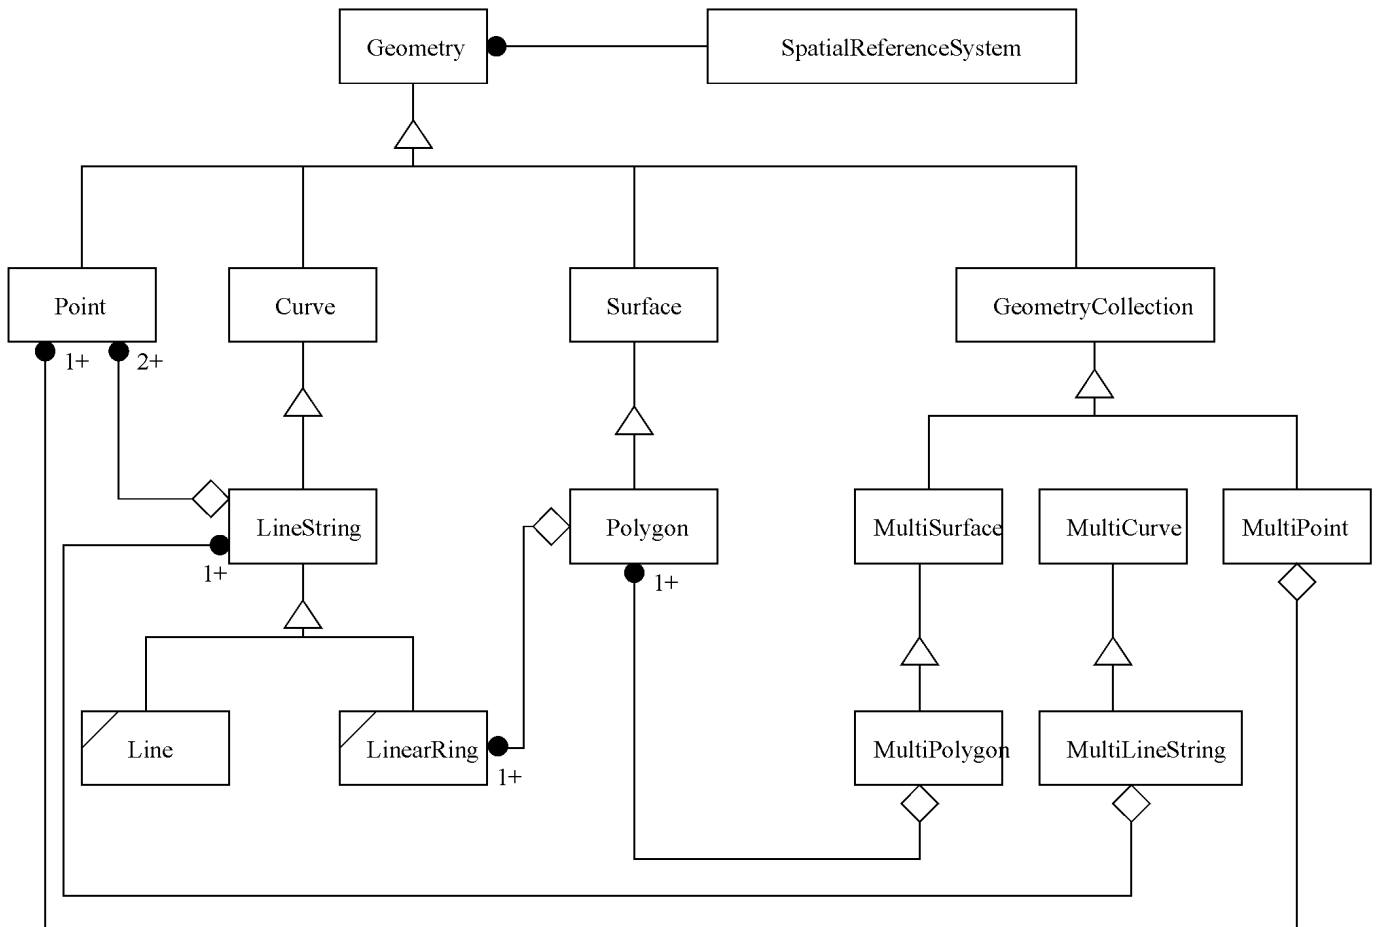 Geometry
SpatialReferenceSystem
Point
Curve
Surface
GeometryCollection
1+
2+
LineString
Polygon
MultiSurface
MultiCurve
MultiPoint
1+
1+
Line
LinearRing
MultiPolygon
MultiLineString
1+